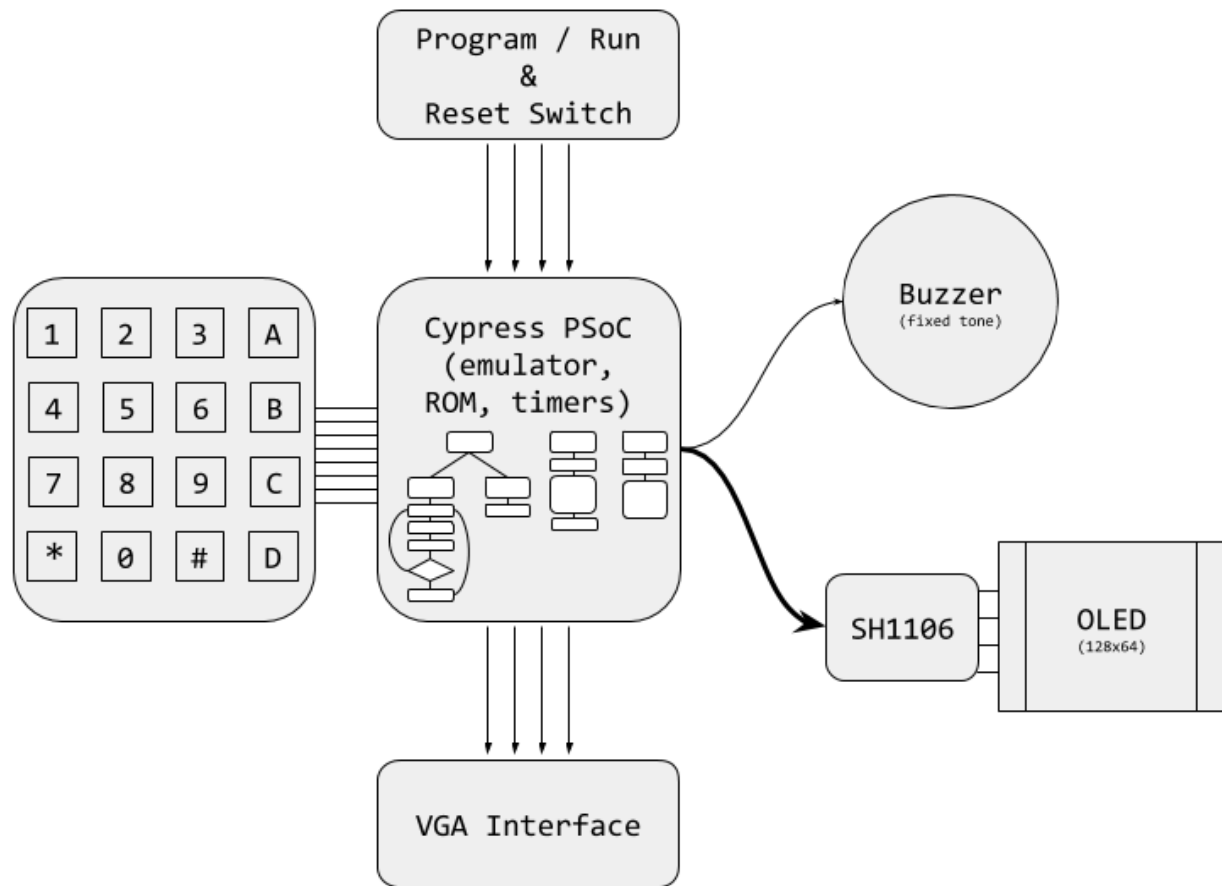 Program / Run
&
Reset Switch
1 2 3 A
4 5 6 B
7 8 9 C
* 0 # D
Cypress PSoC
(emulator,
ROM, timers)
Buzzer
(fixed tone)
SH1106
OLED
(128x64)
VGA Interface